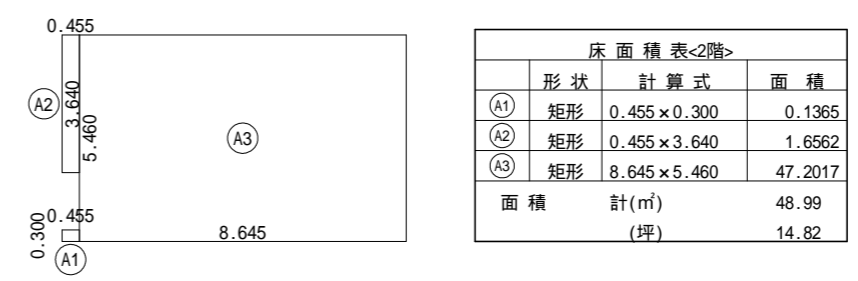 0.455
A2
3.640
5.460
A3
0.455
0.300
8.645
A1
床 面 積 表<2階>
形 状 計 算 式 面 積
A1 矩形 0.455×0.300 0.1365
A2 矩形 0.455×3.640 1.6562
A3 矩形 8.645×5.460 47.2017
面 積 計(㎡) 48.99
(坪) 14.82